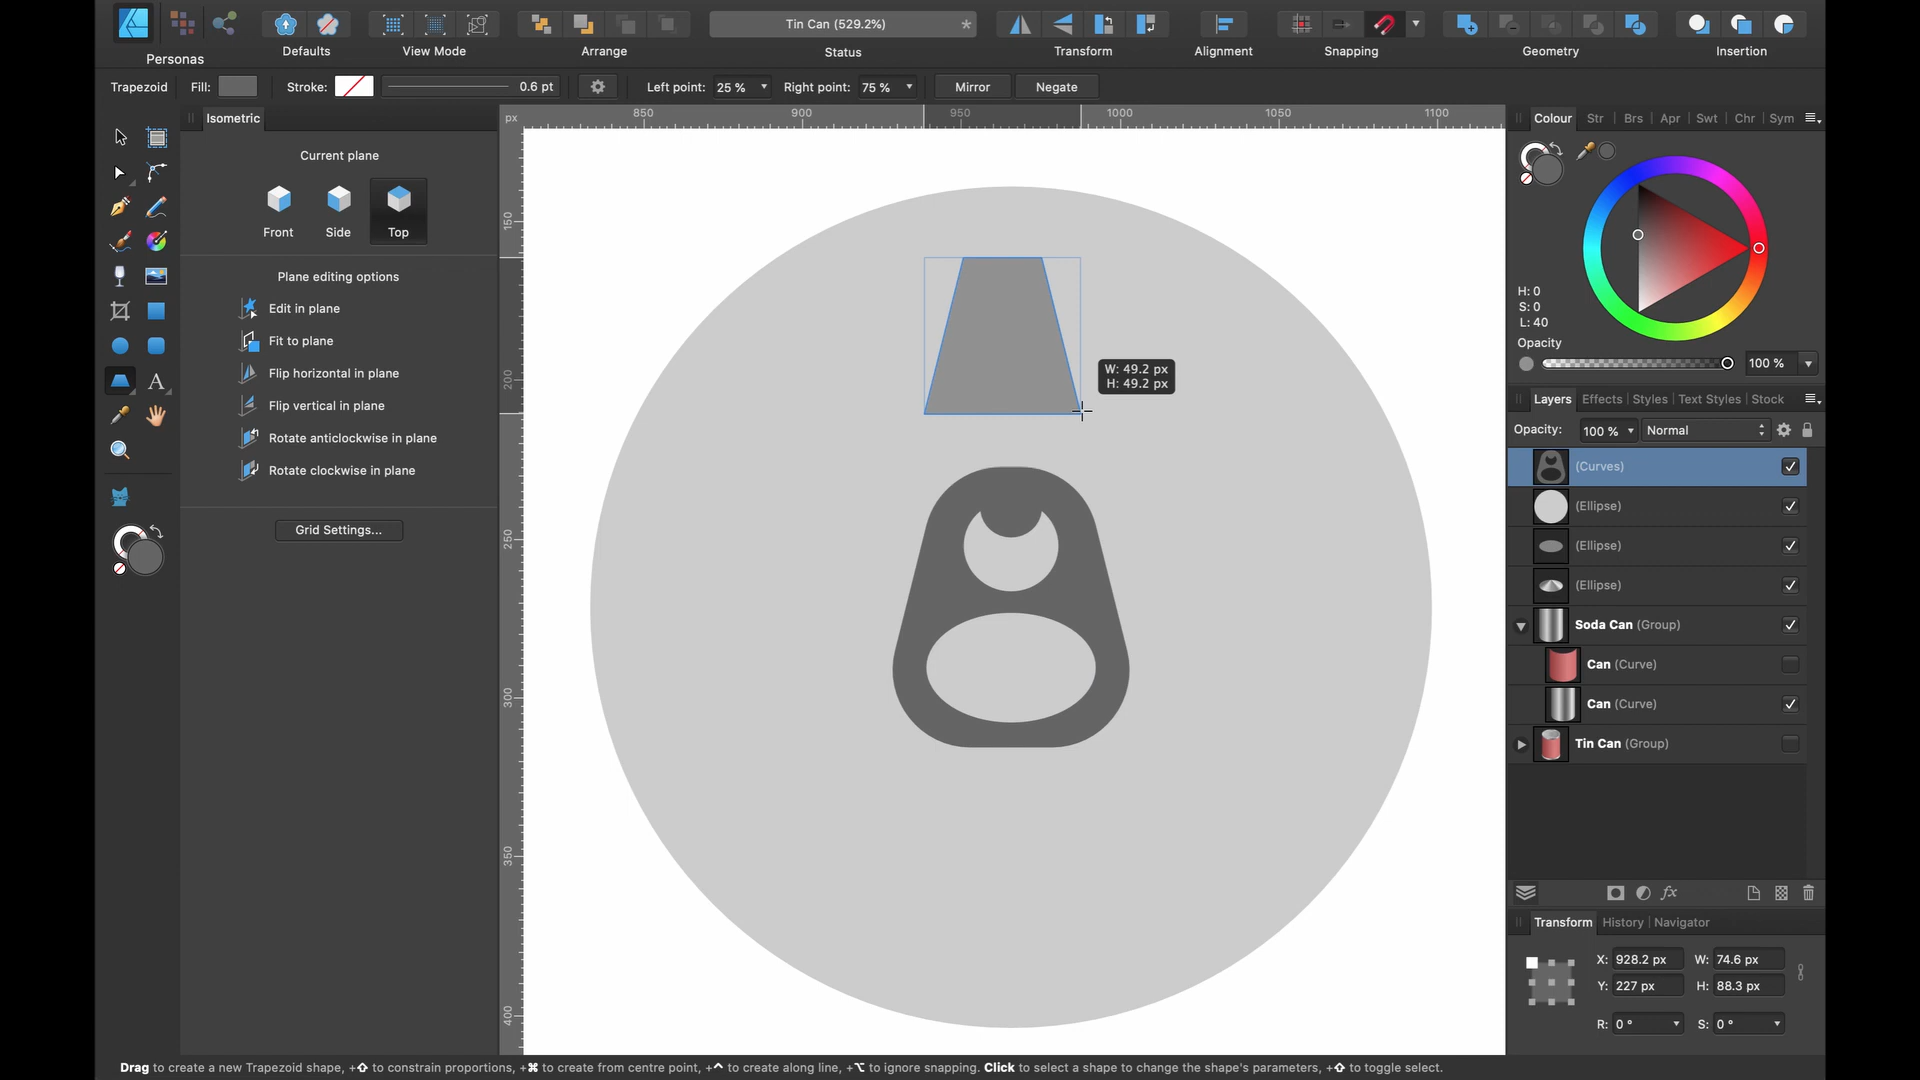 Tin Can (529.2%)
*
Personas
Defaults
View Mode
Arrange
Status
Transform
Alignment
Snapping
Geometry
Insertion
Trapezoid
Fill:
Stroke:
0.6 pt
Left point: 25 %
Right point: 75 %
Mirror
Negate
Isometric
Current plane
Front
Side
Top
Plane editing options
Edit in plane
Fit to plane
Flip horizontal in plane
Flip vertical in plane
Rotate anticlockwise in plane
Rotate clockwise in plane
Grid Settings...
px
850 900 950 1000 1050 1100
150
200
250
300
350
400
W: 49.2 px
H: 49.2 px
Colour Str Brs Apr Swt Chr Sym
H: 0
S: 0
L: 40
Opacity
100 %
Layers Effects Styles Text Styles Stock
Opacity: 100 % Normal
(Curves)
(Ellipse)
(Ellipse)
(Ellipse)
Soda Can (Group)
Can (Curve)
Can (Curve)
Tin Can (Group)
fx
Transform History Navigator
X: 928.2 px W: 74.6 px
Y: 227 px H: 88.3 px
R: 0 ° S: 0 °
Drag to create a new Trapezoid shape, +⇧ to constrain proportions, +⌘ to create from centre point, +⌃ to create along line, +⌥ to ignore snapping. Click to select a shape to change the shape's parameters, +⇧ to toggle select.